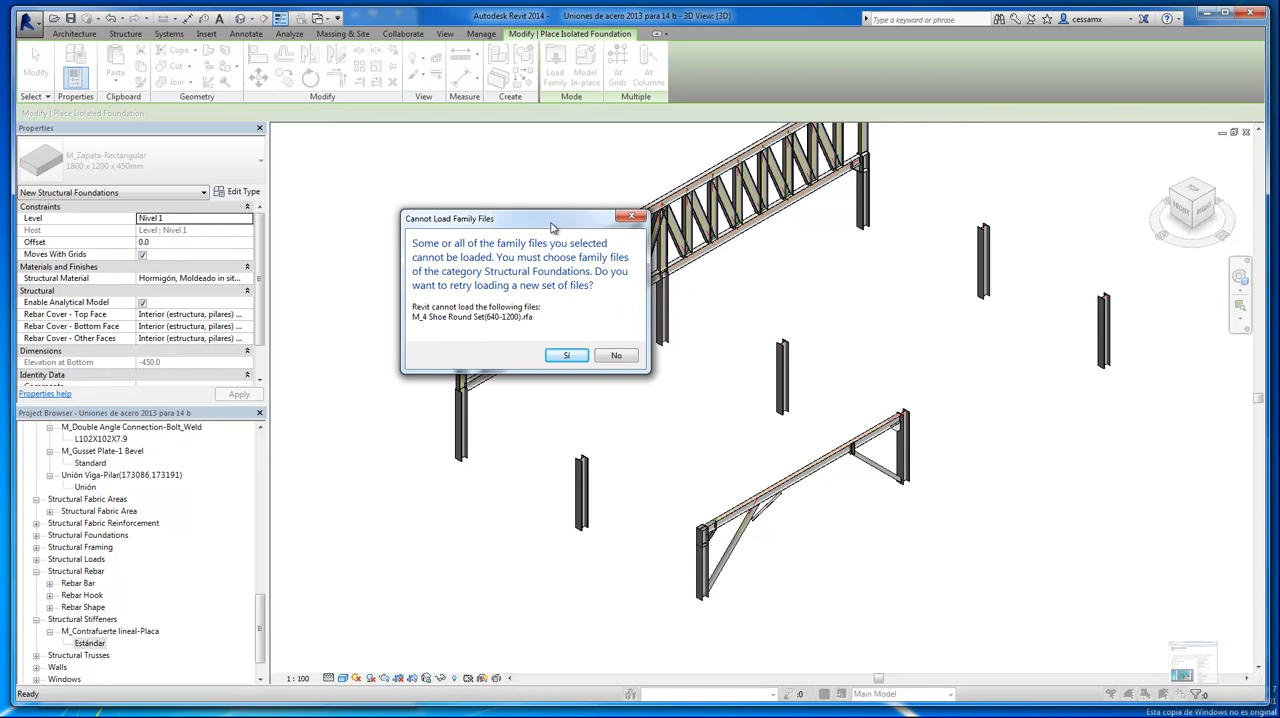 Autodesk Revit 2014 - Uniones de acero 2013 para 14 b - 3D View: {3D}
Type a keyword or phrase
cessamx
Architecture Structure Systems Insert Annotate Analyze Massing & Site Collaborate View Manage Modify | Place Isolated Foundation
Modify Paste Cope Cut Join Load Family Model In-place At Grids At Columns
Select Properties Clipboard Geometry Modify View Measure Create Mode Multiple
Modify | Place Isolated Foundation
Properties
M_Zapata-Rectangular
1800 x 1200 x 450mm
New Structural Foundations Edit Type
Constraints
Level Nivel 1
Host Level : Nivel 1
Offset 0.0
Moves With Grids
Materials and Finishes
Structural Material Hormigón, Moldeado in sit...
Structural
Enable Analytical Model
Rebar Cover - Top Face Interior (estructura, pilares) ...
Rebar Cover - Bottom Face Interior (estructura, pilares) ...
Rebar Cover - Other Faces Interior (estructura, pilares) ...
Dimensions
Elevation at Bottom -450.0
Identity Data
Properties help Apply
Project Browser - Uniones de acero 2013 para 14 b
M_Double Angle Connection-Bolt_Weld
L102X102X7.9
M_Gusset Plate-1 Bevel
Standard
Unión Viga-Pilar(173086,173191)
Unión
Structural Fabric Areas
Structural Fabric Area
Structural Fabric Reinforcement
Structural Foundations
Structural Framing
Structural Loads
Structural Rebar
Rebar Bar
Rebar Hook
Rebar Shape
Structural Stiffeners
M_Contrafuerte lineal-Placa
Estándar
Structural Trusses
Walls
Windows
Cannot Load Family Files
Some or all of the family files you selected
cannot be loaded. You must choose family files
of the category Structural Foundations. Do you
want to retry loading a new set of files?
Revit cannot load the following files:
M_4 Shoe Round Set(640-1200).rfa
Sí No
TOP
FRONT RIGHT
1 : 100
Ready :0 Main Model :0
Esta copia de Windows no es original